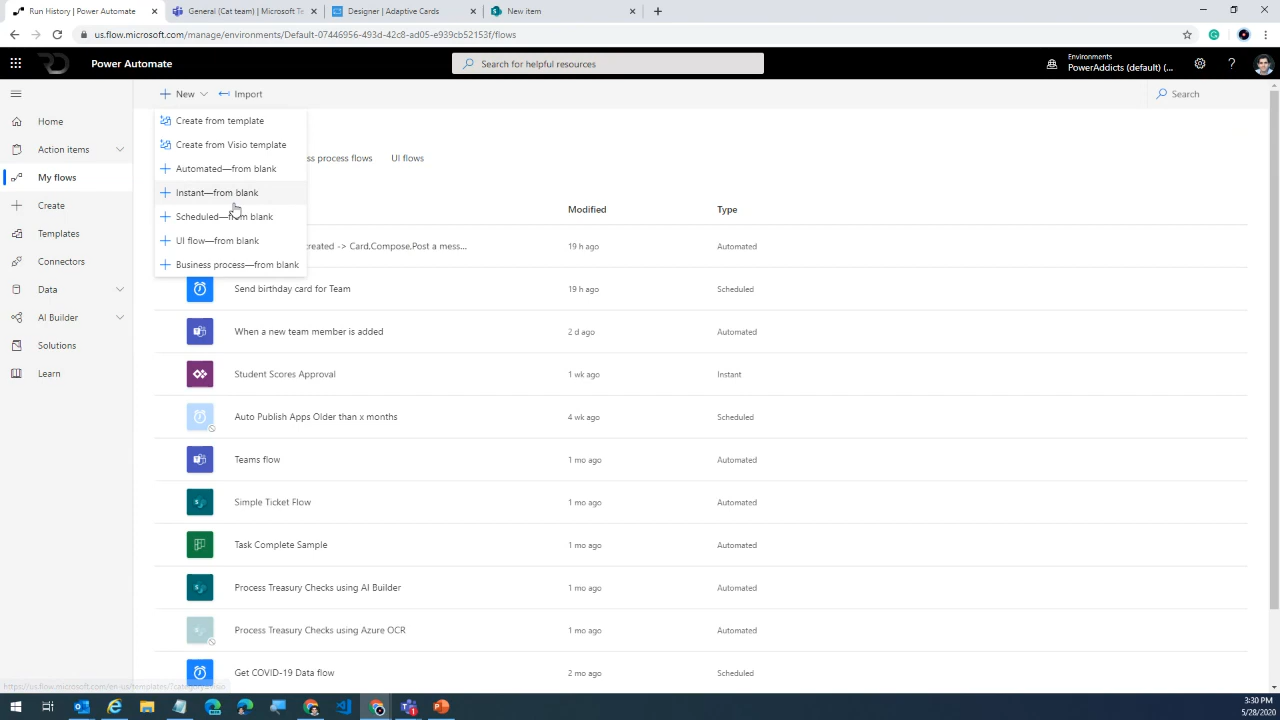 Run History | Power Automate
General (Cat team) | Microsoft Te
Designer | Adaptive Cards
New item
us.flow.microsoft.com/manage/environments/Default-07446956-493d-42c8-ad05-e939cb52153f/flows
Power Automate
Search for helpful resources
Environments
PowerAddicts (default) (...
New
Import
Search
Home
Action items
My flows
Create
Templates
Connectors
Data
AI Builder
Solutions
Learn
Create from template
Create from Visio template
Automated—from blank
Instant—from blank
Scheduled—from blank
UI flow—from blank
Business process—from blank
ss process flows
UI flows
Modified
Type
reated -> Card.Compose.Post a mess...
19 h ago
Automated
Send birthday card for Team
19 h ago
Scheduled
When a new team member is added
2 d ago
Automated
Student Scores Approval
1 wk ago
Instant
Auto Publish Apps Older than x months
4 wk ago
Scheduled
Teams flow
1 mo ago
Automated
Simple Ticket Flow
1 mo ago
Automated
Task Complete Sample
1 mo ago
Automated
Process Treasury Checks using AI Builder
1 mo ago
Automated
Process Treasury Checks using Azure OCR
1 mo ago
Automated
Get COVID-19 Data flow
2 mo ago
Scheduled
3:30 PM
5/28/2020